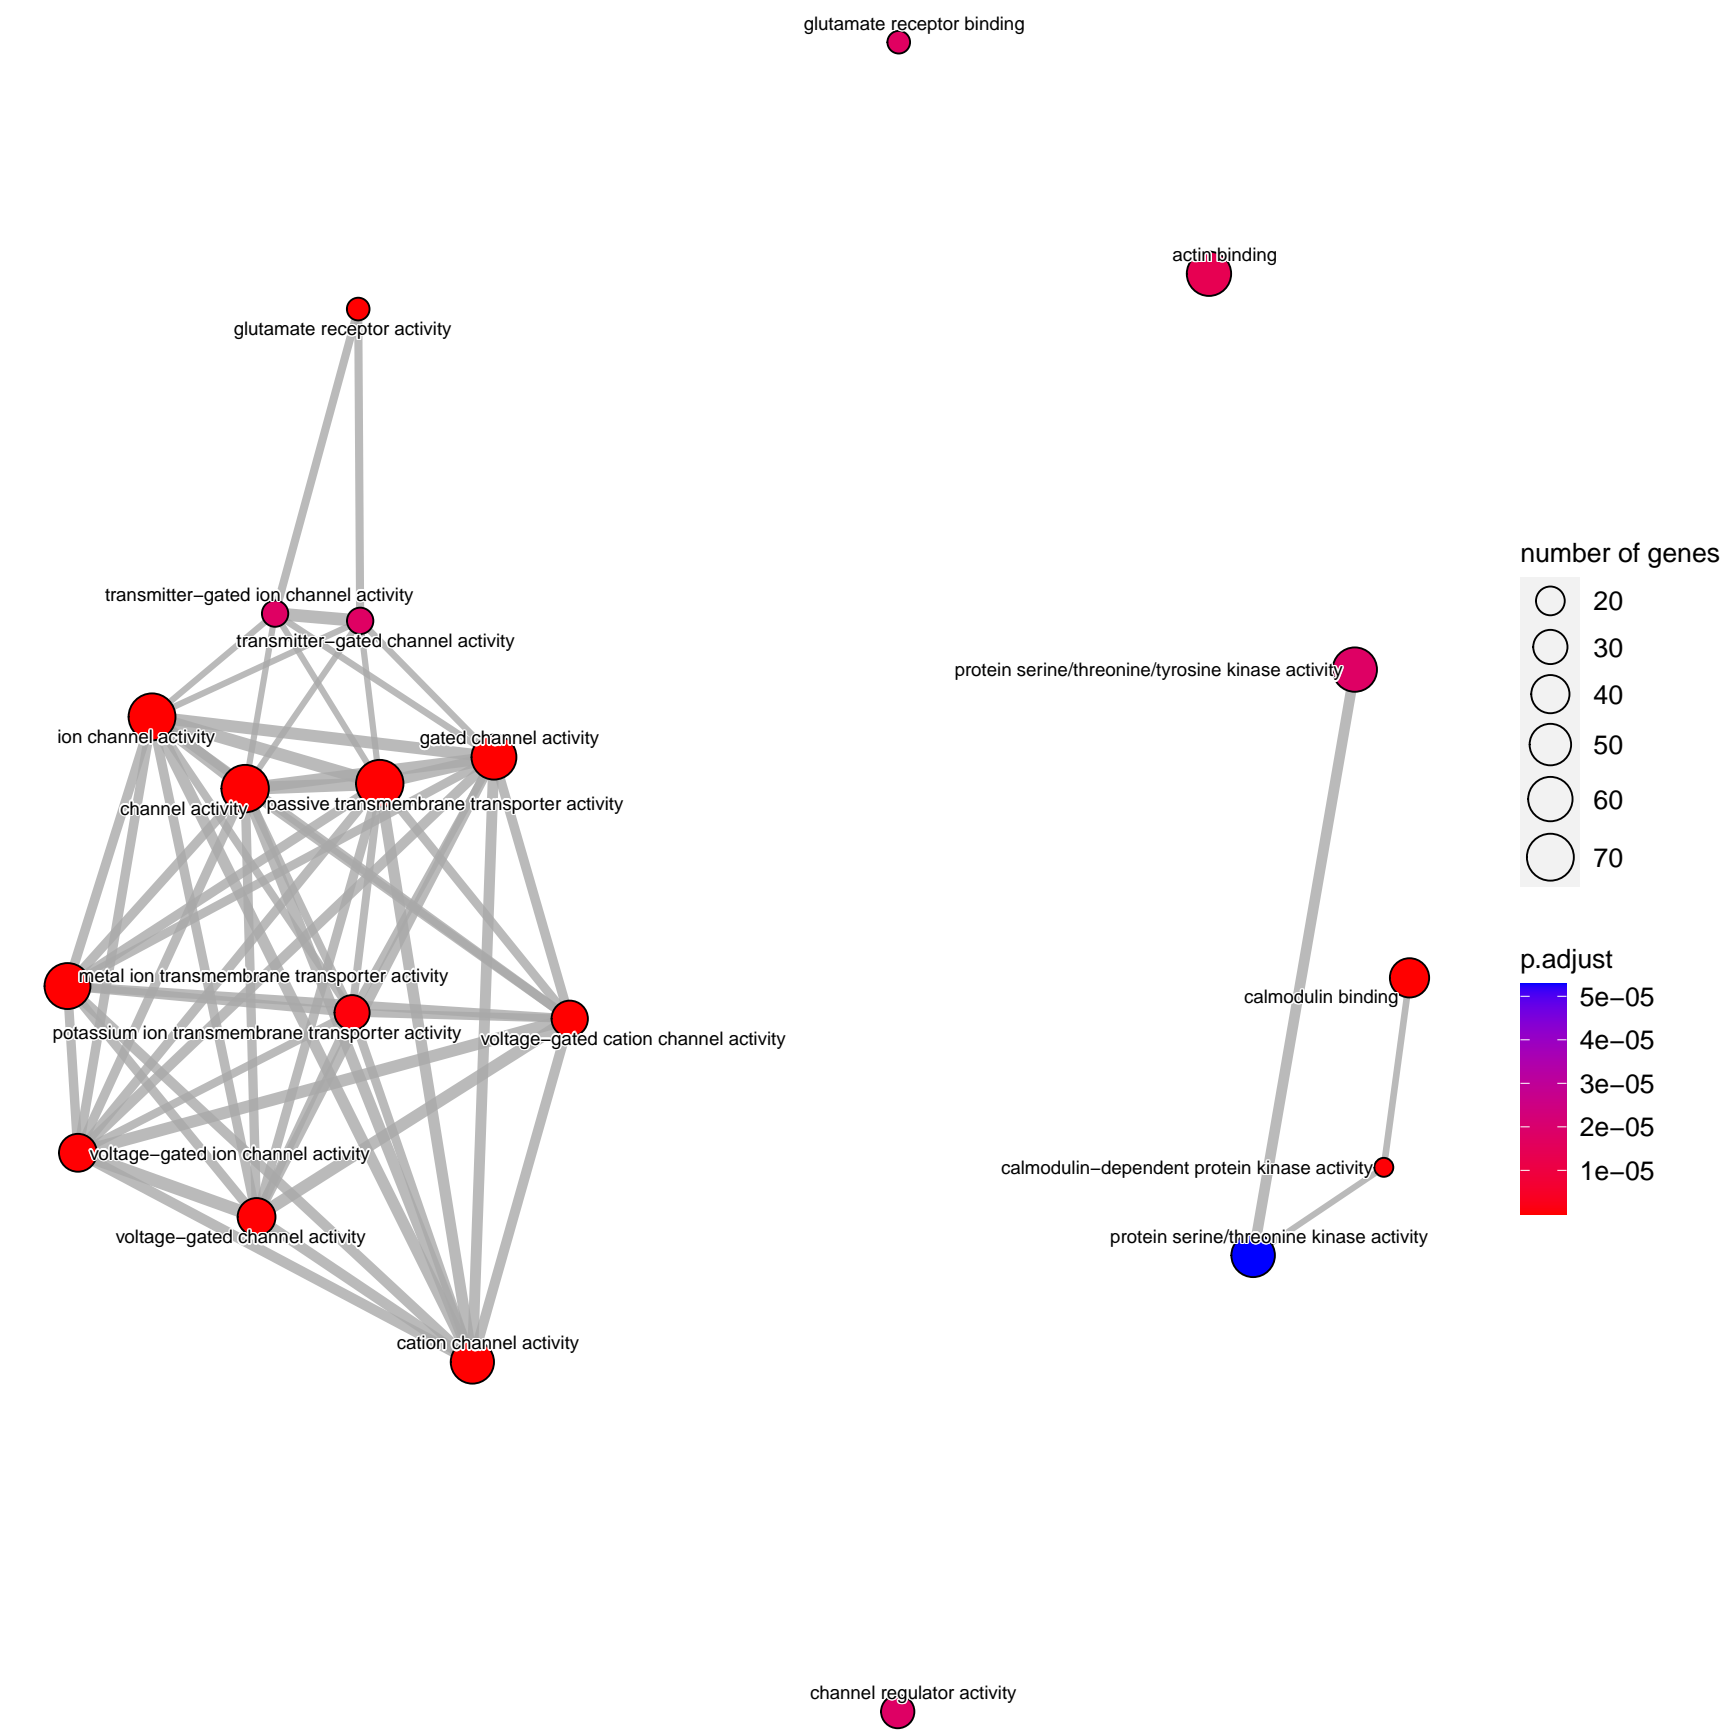 glutamate receptor binding
actin binding
glutamate receptor activity
transmitter−gated ion channel activity
transmitter−gated channel activity
protein serine/threonine/tyrosine kinase activity
ion channel activity
gated channel activity
channel activity
passive transmembrane transporter activity
metal ion transmembrane transporter activity
calmodulin binding
potassium ion transmembrane transporter activity
voltage−gated cation channel activity
voltage−gated ion channel activity
calmodulin−dependent protein kinase activity
voltage−gated channel activity
protein serine/threonine kinase activity
cation channel activity
channel regulator activity
number of genes
20
30
40
50
60
70
p.adjust
5e−05
4e−05
3e−05
2e−05
1e−05